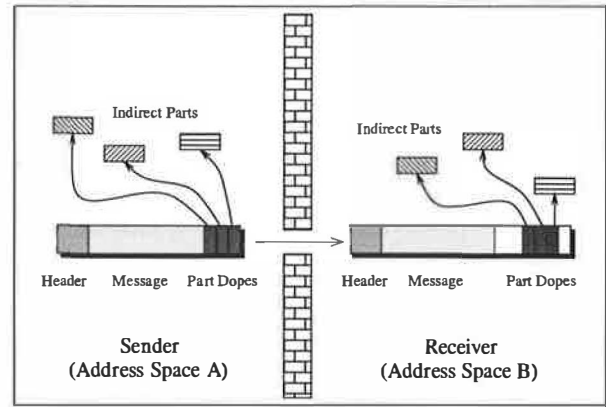 Indirect Parts
Indirect Parts
Header Message Part Dopes
Header Message Part Dopes
Sender
(Address Space A)
Receiver
(Address Space B)